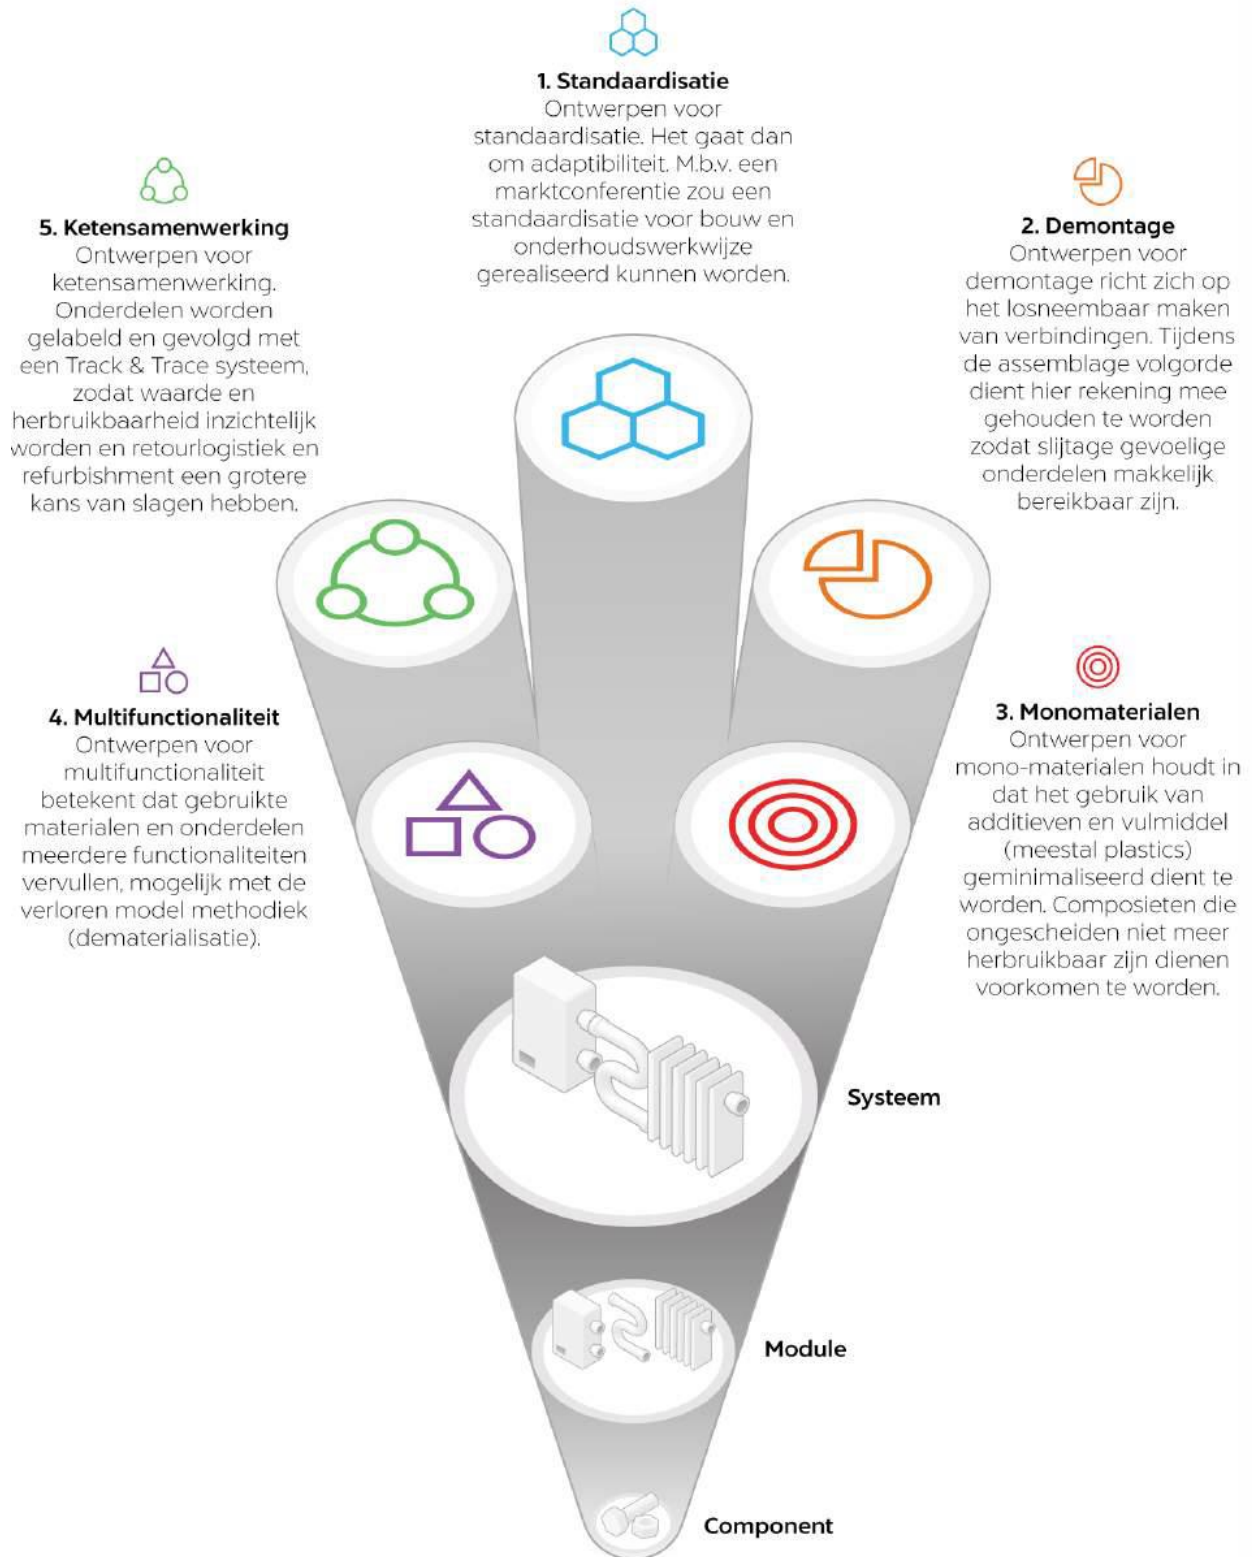 1. Standaardisatie
Ontwerpen voor
standaardisatie. Het gaat dan
om adaptibiliteit. M.b.v. een
marktconferentie zou een
standaardisatie voor bouw en
onderhoudswerkwijze
gerealiseerd kunnen worden.
2. Demontage
Ontwerpen voor
demontage richt zich op
het losneembaar maken
van verbindingen. Tijdens
de assemblage volgorde
dient hier rekening mee
gehouden te worden
zodat slijtage gevoelige
onderdelen makkelijk
bereikbaar zijn.
3. Monomaterialen
Ontwerpen voor
mono-materialen houdt in
dat het gebruik van
additieven en vulmiddel
(meestal plastics)
geminimaliseerd dient te
worden. Composieten die
ongescheiden niet meer
herbruikbaar zijn dienen
voorkomen te worden.
4. Multifunctionaliteit
Ontwerpen voor
multifunctionaliteit
betekent dat gebruikte
materialen en onderdelen
meerdere functionaliteiten
vervullen, mogelijk met de
verloren model methodiek
(dematerialisatie).
5. Ketensamenwerking
Ontwerpen voor
ketensamenwerking.
Onderdelen worden
gelabeld en gevolgd met
een Track & Trace systeem,
zodat waarde en
herbruikbaarheid inzichtelijk
worden en retourlogistiek en
refurbishment een grotere
kans van slagen hebben.
Systeem
Module
Component